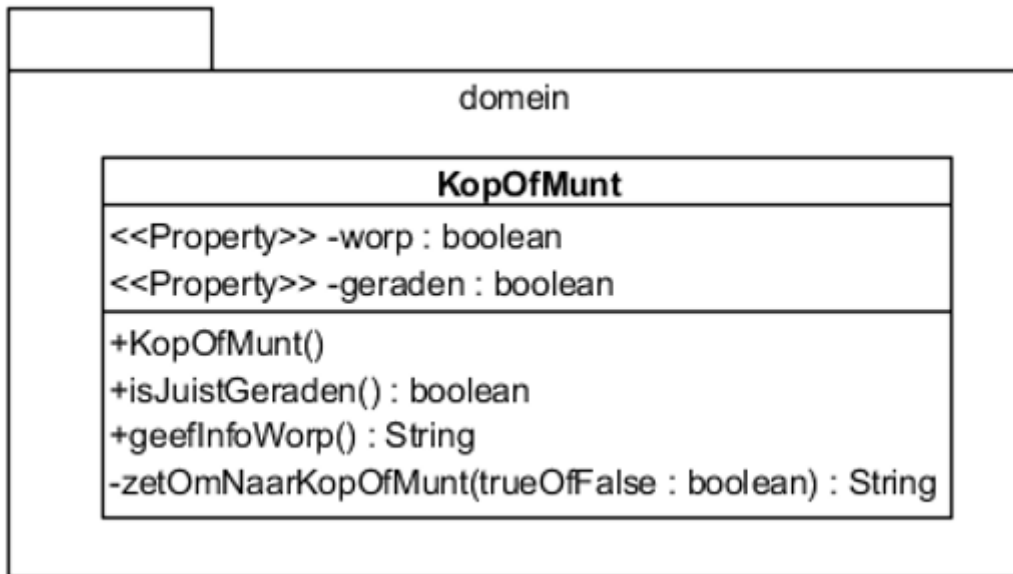 domein
KopOfMunt
<<Property>> -worp : boolean
<<Property>> -geraden : boolean
+KopOfMunt()
+isJuistGeraden() : boolean
+geefInfoWorp() : String
-zetOmNaarKopOfMunt(trueOfFalse : boolean) : String